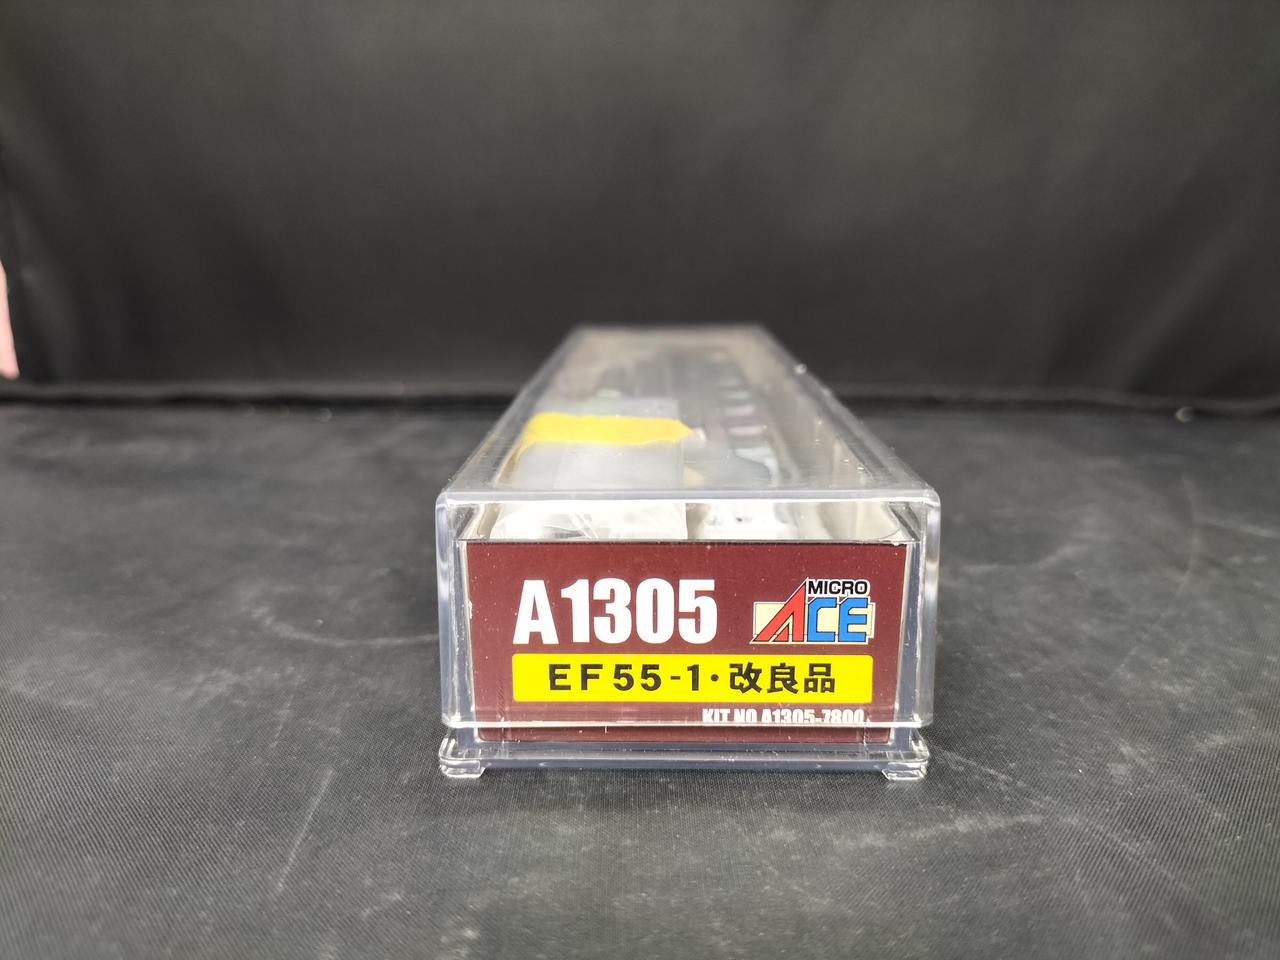 A1305
MICRO
ACE
EF55-1・改良品
KIT NO A1305-7800